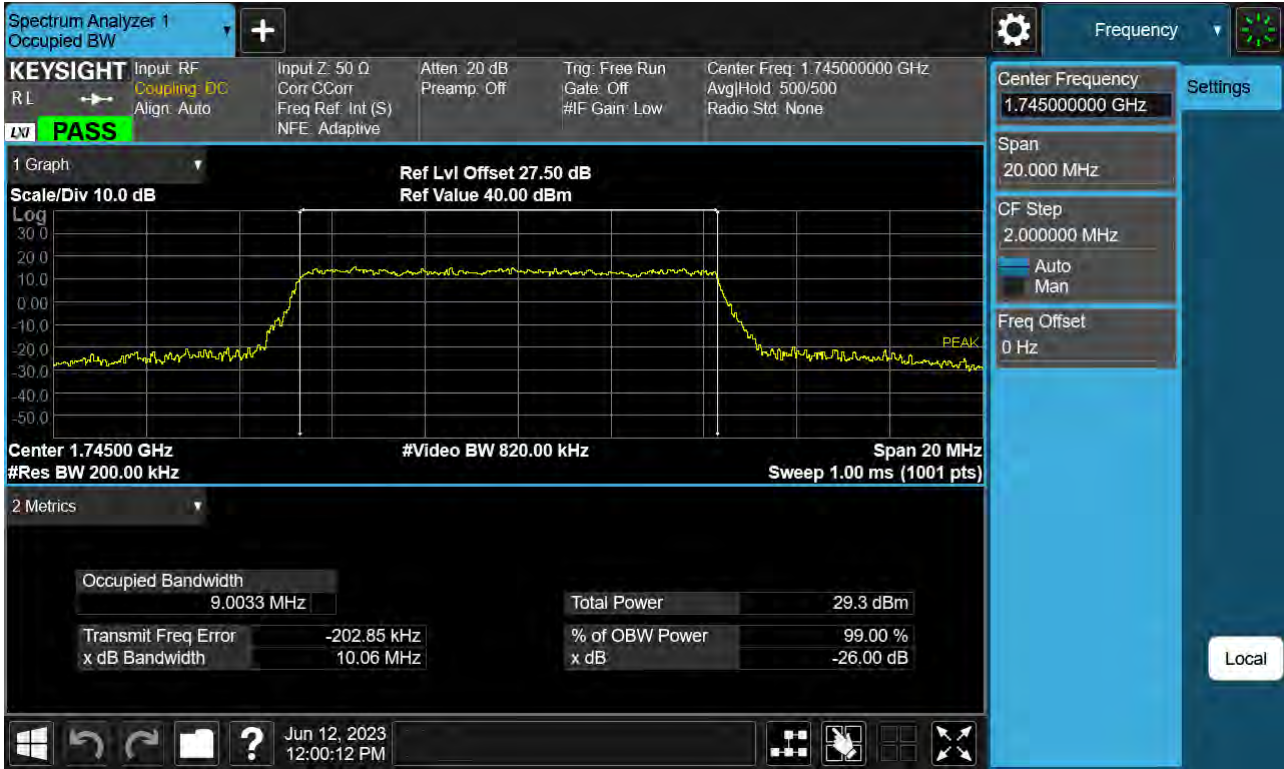 Spectrum Analyzer 1
Occupied BW
+
Frequency
KEYSIGHT
RL
LXI
PASS
Input: RF
Coupling: DC
Align: Auto
Input Z: 50 Ω
Corr CCorr
Freq Ref: Int (S)
NFE: Adaptive
Atten: 20 dB
Preamp: Off
Trig: Free Run
Gate: Off
#IF Gain: Low
Center Freq: 1.745000000 GHz
Avg|Hold: 500/500
Radio Std: None
Center Frequency
1.745000000 GHz
Settings
Span
20.000 MHz
CF Step
2.000000 MHz
Auto
Man
Freq Offset
0 Hz
Local
1 Graph
Scale/Div 10.0 dB
Ref Lvl Offset 27.50 dB
Ref Value 40.00 dBm
Log
30.0
20.0
10.0
0.00
-10.0
-20.0
-30.0
-40.0
-50.0
PEAK
Center 1.74500 GHz
#Res BW 200.00 kHz
#Video BW 820.00 kHz
Span 20 MHz
Sweep 1.00 ms (1001 pts)
2 Metrics
Occupied Bandwidth
9.0033 MHz
Transmit Freq Error -202.85 kHz
x dB Bandwidth 10.06 MHz
Total Power 29.3 dBm
% of OBW Power 99.00 %
x dB -26.00 dB
?
Jun 12, 2023
12:00:12 PM